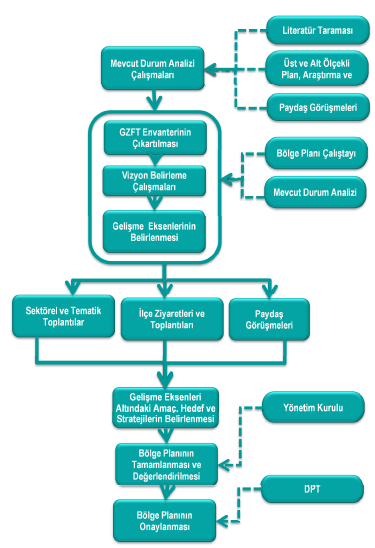 Literatür Taraması
Mevcut Durum Analizi
Çalışmaları
Üst ve Alt Ölçekli
Plan, Araştırma ve
Paydaş Görüşmeleri
GZFT Envanterinin
Çıkartılması
Vizyon Belirleme
Çalışmaları
Gelişme Eksenlerinin
Belirlenmesi
Bölge Planı Çalıştayı
Mevcut Durum Analizi
Sektörel ve Tematik
Toplantılar
İlçe Ziyaretleri ve
Toplantıları
Paydaş
Görüşmeleri
Gelişme Eksenleri
Altındaki Amaç, Hedef ve
Stratejilerin Belirlenmesi
Bölge Planının
Tamamlanması ve
Değerlendirilmesi
Yönetim Kurulu
Bölge Planının
Onaylanması
DPT